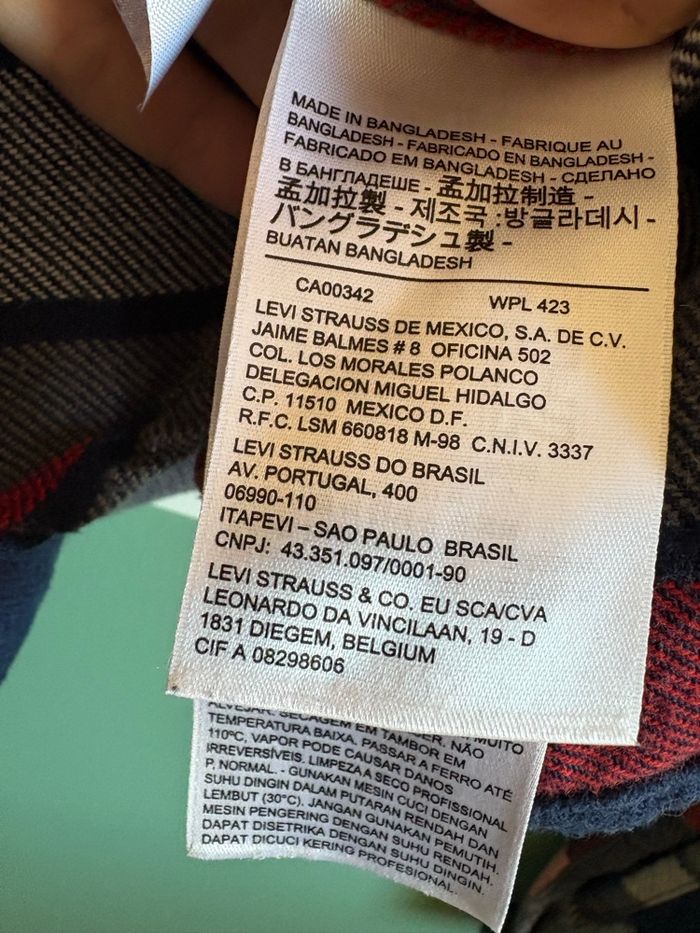 MADE IN BANGLADESH - FABRIQUE AU
BANGLADESH - FABRICADO EN BANGLADESH -
FABRICADO EM BANGLADESH - СДЕЛАНО
В БАНГЛАДЕШЕ - 孟加拉制造 -
孟加拉製 - 제조국 :방글라데시 -
バングラデシュ製 -
BUATAN BANGLADESH
CA00342 WPL 423
LEVI STRAUSS DE MEXICO, S.A. DE C.V.
JAIME BALMES # 8 OFICINA 502
COL. LOS MORALES POLANCO
DELEGACION MIGUEL HIDALGO
C.P. 11510 MEXICO D.F.
R.F.C. LSM 660818 M-98 C.N.I.V. 3337
LEVI STRAUSS DO BRASIL
AV. PORTUGAL, 400
06990-110
ITAPEVI – SAO PAULO BRASIL
CNPJ: 43.351.097/0001-90
LEVI STRAUSS & CO. EU SCA/CVA
LEONARDO DA VINCILAAN, 19 - D
1831 DIEGEM, BELGIUM
CIF A 08298606
ALVEJAR. SECAGEM EM TAMBOR EM MUITO
TEMPERATURA BAIXA, PASSAR A FERRO ATÉ
110ºC, VAPOR PODE CAUSAR DANOS
IRREVERSÍVEIS. LIMPEZA A SECO PROFISSIONAL
P, NORMAL. - GUNAKAN MESIN CUCI DENGAN
SUHU DINGIN DALAM PUTARAN RENDAH DAN
LEMBUT (30°C). JANGAN GUNAKAN PEMUTIH.
MESIN PENGERING DENGAN SUHU RENDAH.
DAPAT DISETRIKA DENGAN SUHU DINGIN.
DAPAT DICUCI KERING PROFESIONAL.